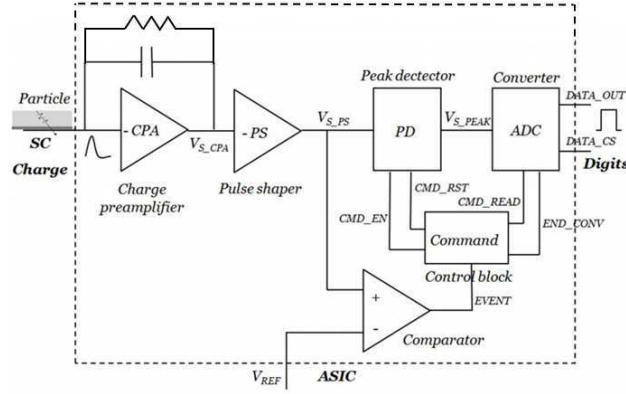 Peak dectector
Converter
Particle
DATA_OUT
V_S_PS
V_S_PEAK
- CPA
- PS
PD
ADC
V_S_CPA
SC
DATA_CS
Charge
Digits
Charge
preamplifier
Pulse shaper
CMD_RST
CMD_READ
CMD_EN
END_CONV
Command
Control block
EVENT
+
-
Comparator
V_REF
ASIC